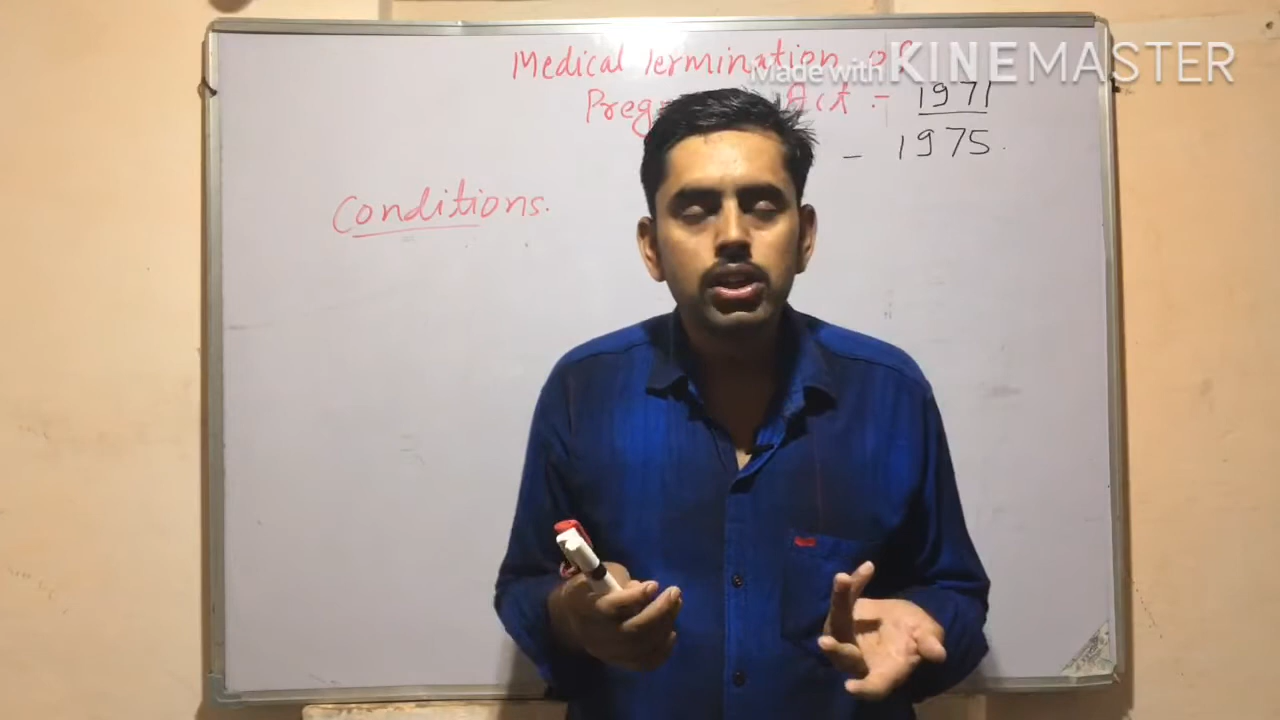 Medical Termination of
Made with KINEMASTER
Act :- 1971
- 1975
Conditions.